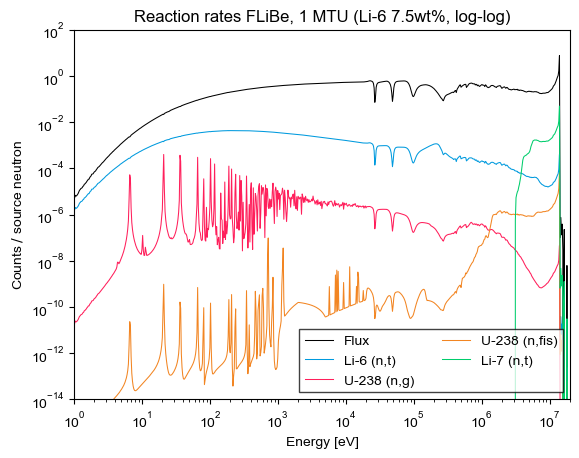 Reaction rates FLiBe, 1 MTU (Li-6 7.5wt%, log-log)
Counts / source neutron
10^2
10^0
10^−2
10^−4
10^−6
10^−8
10^−10
10^−12
10^−14
Flux
Li-6 (n,t)
U-238 (n,g)
U-238 (n,fis)
Li-7 (n,t)
10^0 10^1 10^2 10^3 10^4 10^5 10^6 10^7
Energy [eV]